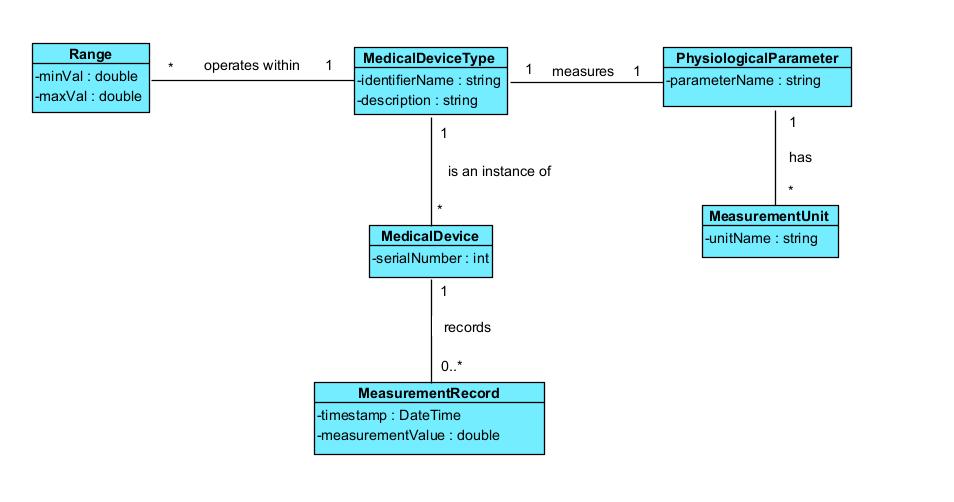 Range
-minVal : double
-maxVal : double
* operates within 1
MedicalDeviceType
-identifierName : string
-description : string
1 measures 1
PhysiologicalParameter
-parameterName : string
1
has
*
MeasurementUnit
-unitName : string
1
is an instance of
*
MedicalDevice
-serialNumber : int
1
records
0..*
MeasurementRecord
-timestamp : DateTime
-measurementValue : double